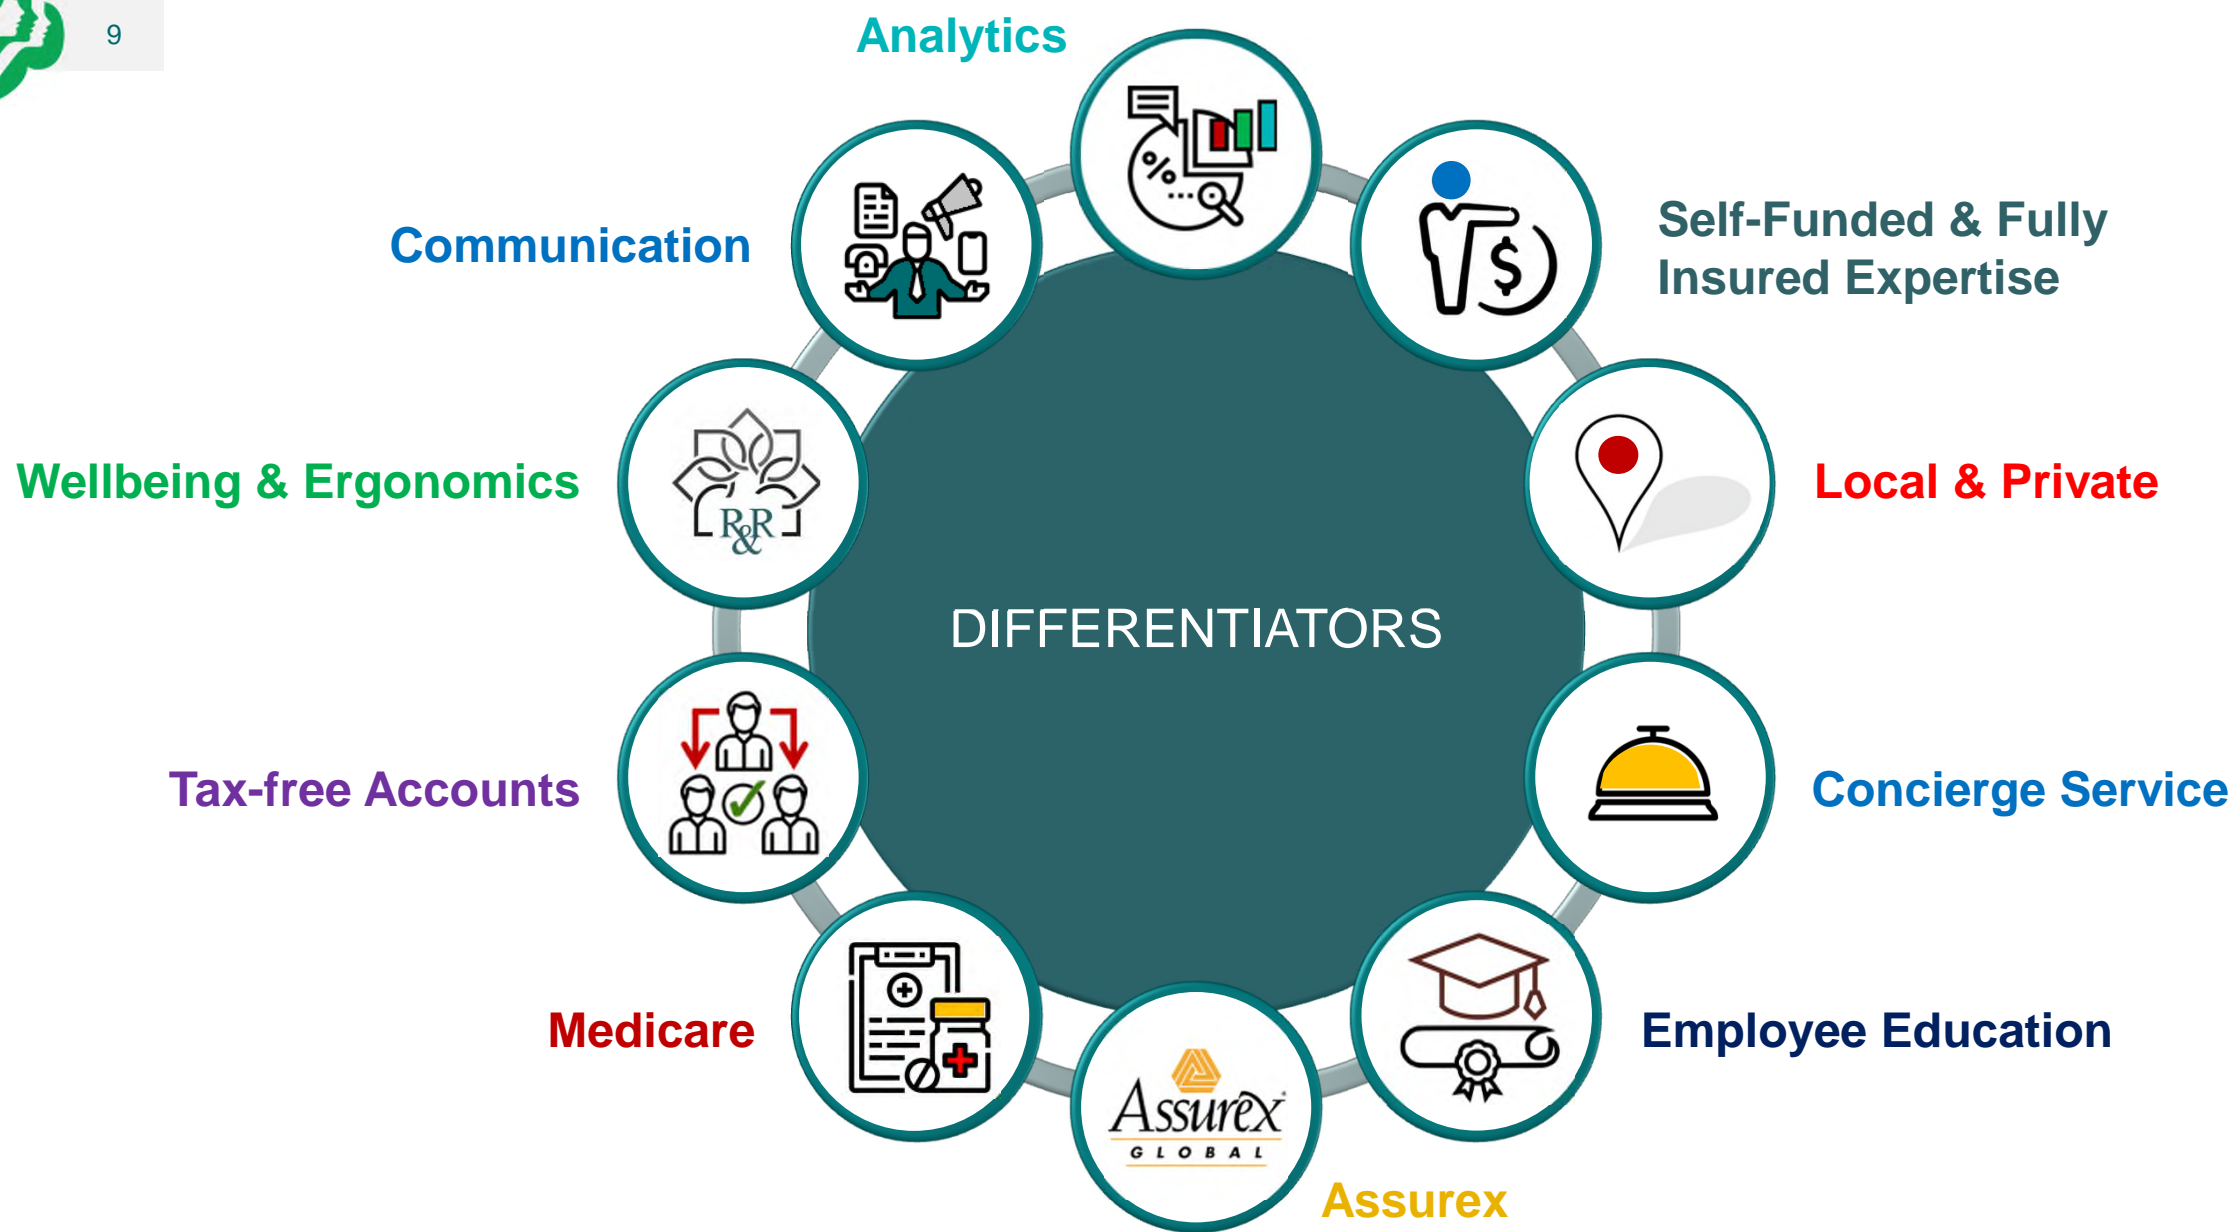 9
Analytics
Communication
Self-Funded & Fully
Insured Expertise
Wellbeing & Ergonomics
R&R
Local & Private
DIFFERENTIATORS
Tax-free Accounts
Concierge Service
Medicare
Employee Education
Assurex
GLOBAL
Assurex
%
$